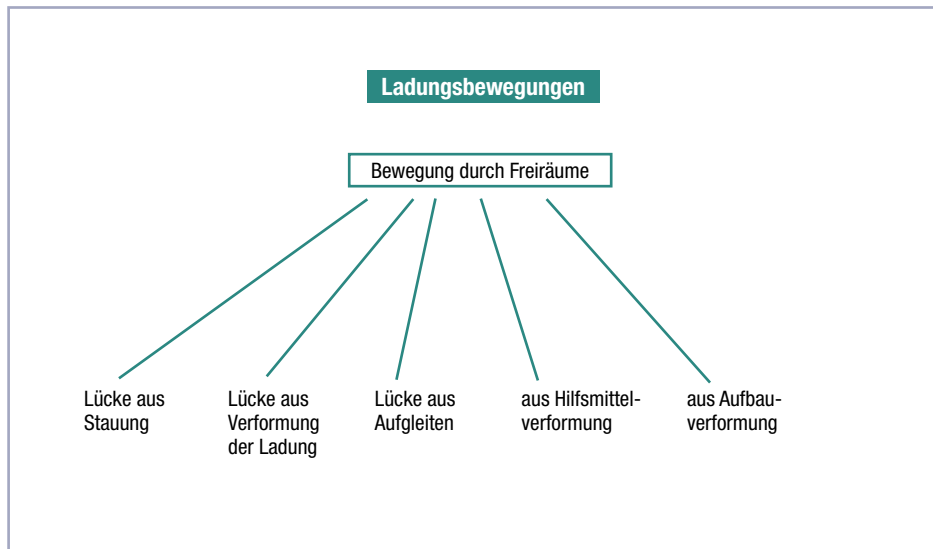 Ladungsbewegungen
Bewegung durch Freiräume
Lücke aus
Stauung
Lücke aus
Verformung
der Ladung
Lücke aus
Aufgleiten
aus Hilfsmittel-
verformung
aus Aufbau-
verformung